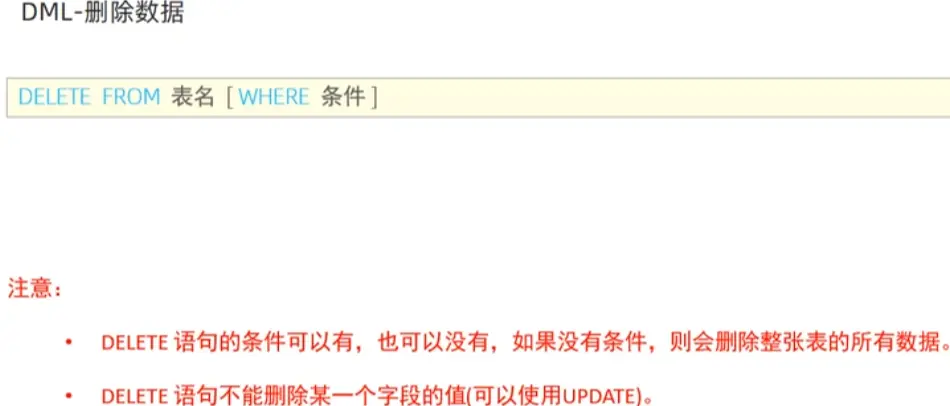 DML-删除数据
DELETE FROM 表名 [ WHERE 条件 ]
注意：
• DELETE 语句的条件可以有，也可以没有，如果没有条件，则会删除整张表的所有数据。
• DELETE 语句不能删除某一个字段的值(可以使用UPDATE)。